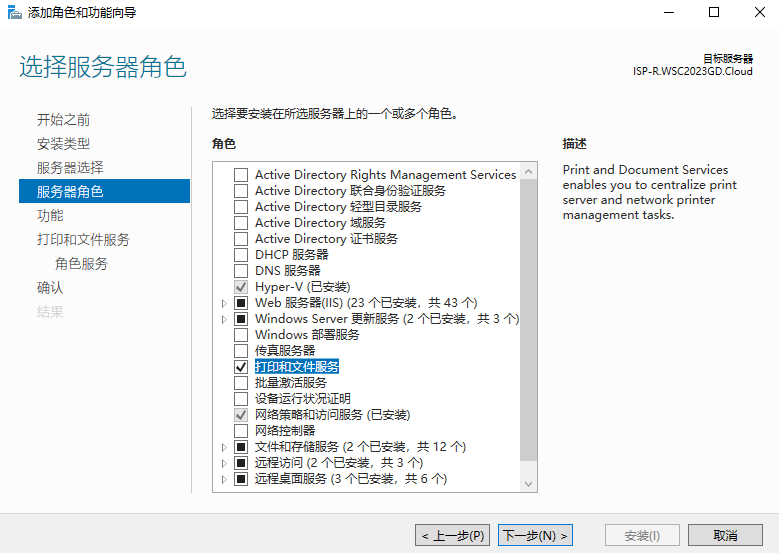 添加角色和功能向导
选择服务器角色
目标服务器
ISP-R.WSC2023GD.Cloud
开始之前
安装类型
服务器选择
服务器角色
功能
打印和文件服务
角色服务
确认
结果
选择要安装在所选服务器上的一个或多个角色。
角色
Active Directory Rights Management Services
Active Directory 联合身份验证服务
Active Directory 轻型目录服务
Active Directory 域服务
Active Directory 证书服务
DHCP 服务器
DNS 服务器
Hyper-V (已安装)
Web 服务器(IIS) (23 个已安装，共 43 个)
Windows Server 更新服务 (2 个已安装，共 3 个)
Windows 部署服务
传真服务器
打印和文件服务
批量激活服务
设备运行状况证明
网络策略和访问服务 (已安装)
网络控制器
文件和存储服务 (2 个已安装，共 12 个)
远程访问 (2 个已安装，共 3 个)
远程桌面服务 (3 个已安装，共 6 个)
描述
Print and Document Services
enables you to centralize print
server and network printer
management tasks.
< 上一步(P)
下一步(N) >
安装(I)
取消